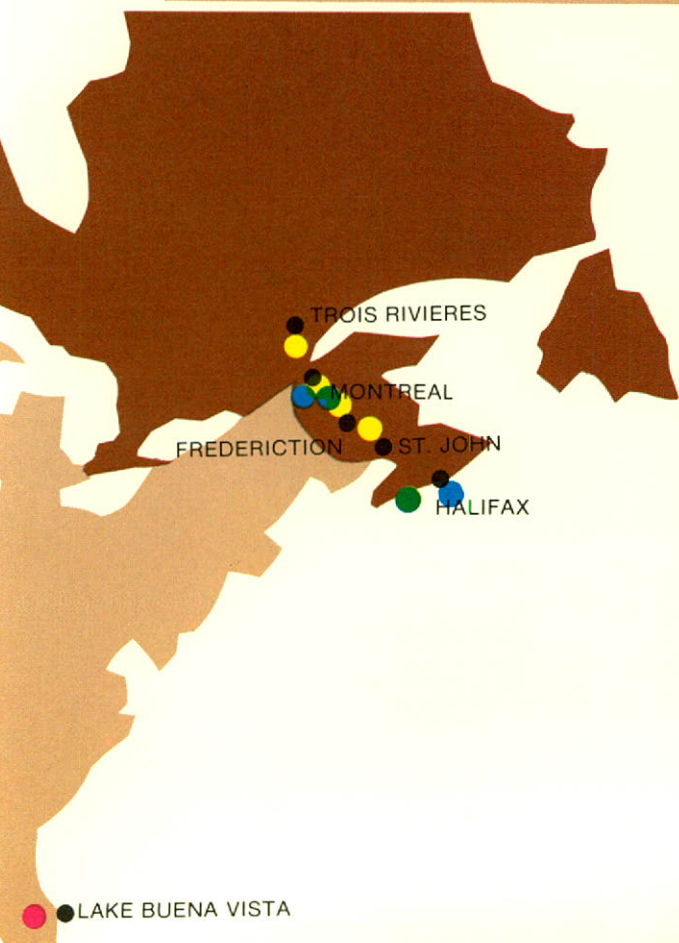 TROIS RIVIERES
MONTREAL
FREDERICTION
ST. JOHN
HALIFAX
LAKE BUENA VISTA